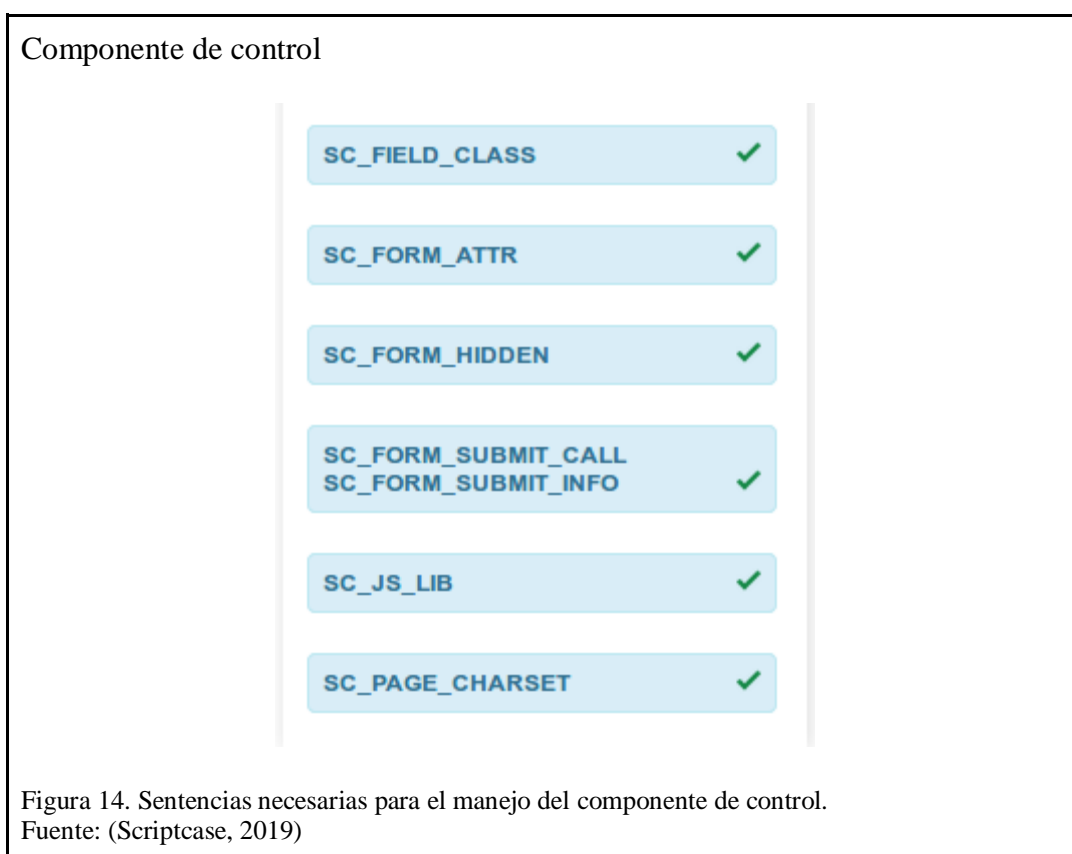 Componente de control
SC_FIELD_CLASS
SC_FORM_ATTR
SC_FORM_HIDDEN
SC_FORM_SUBMIT_CALL
SC_FORM_SUBMIT_INFO
SC_JS_LIB
SC_PAGE_CHARSET
Figura 14. Sentencias necesarias para el manejo del componente de control.
Fuente: (Scriptcase, 2019)